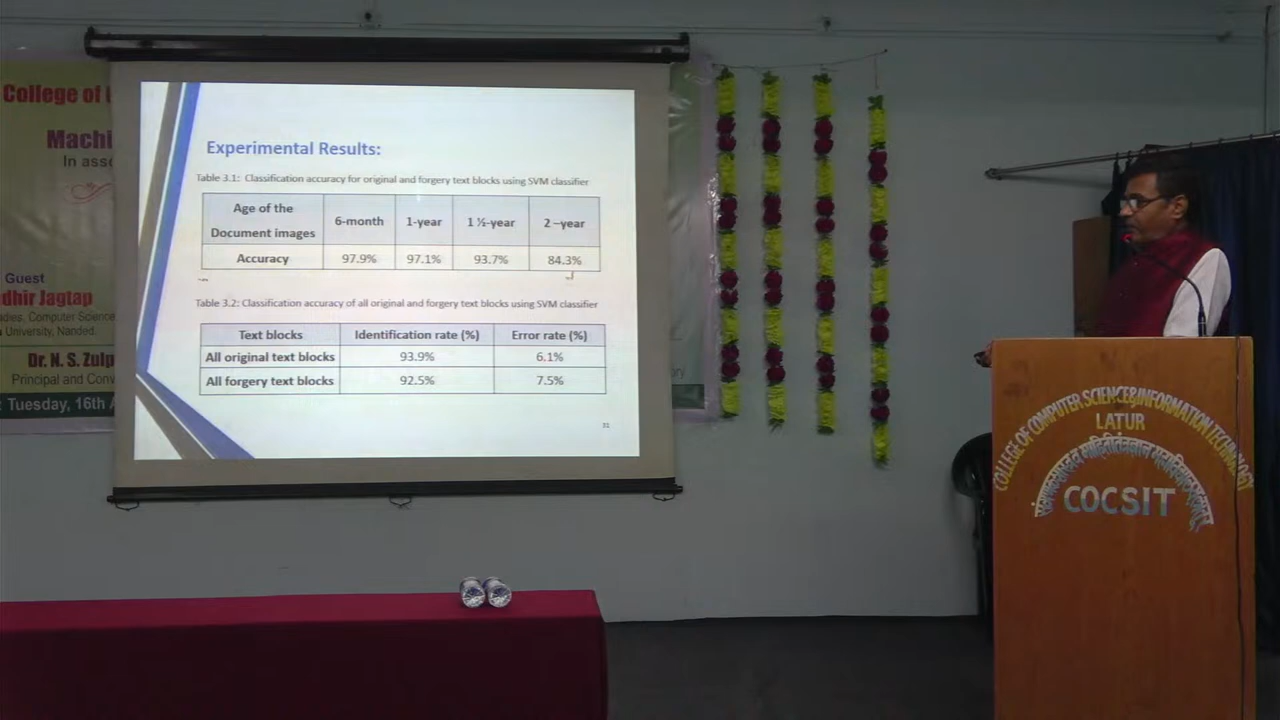 College of
Machi
In asso
Guest
dhir Jagtap
dies, Computer Science
University, Nanded.
Dr. N. S. Zulp
Principal and Conv
Tuesday, 16th
Experimental Results:
Table 3.1: Classification accuracy for original and forgery text blocks using SVM classifier
Age of the Document images 6-month 1-year 1 ½-year 2 –year
Accuracy 97.9% 97.1% 93.7% 84.3%
Table 3.2: Classification accuracy of all original and forgery text blocks using SVM classifier
Text blocks Identification rate (%) Error rate (%)
All original text blocks 93.9% 6.1%
All forgery text blocks 92.5% 7.5%
31
COLLEGE OF COMPUTER SCIENCE & INFORMATION TECHNOLOGY
LATUR
COCSIT